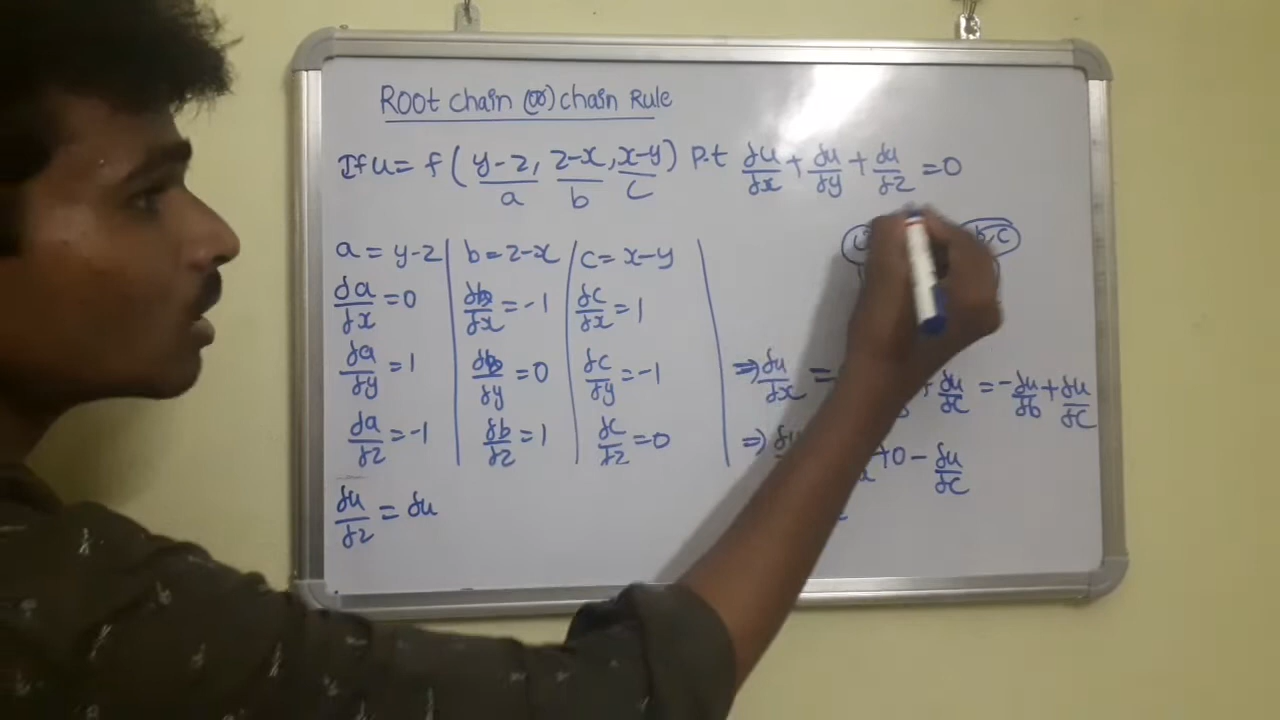 Root chain (or) chain Rule
If u = f(y-z, z-x, x-y) P.t ∂u/∂x + ∂u/∂y + ∂u/∂z = 0
a b c
a = y-z | b = z-x | c = x-y
∂a/∂x = 0 | ∂b/∂x = -1 | ∂c/∂x = 1
∂a/∂y = 1 | ∂b/∂y = 0 | ∂c/∂y = -1
∂a/∂z = -1 | ∂b/∂z = 1 | ∂c/∂z = 0
∂u/∂z = ∂u
b,c
⇒ ∂u/∂x = + ∂u/∂c = -∂u/∂b + ∂u/∂c
⇒ +0 - ∂u/∂c